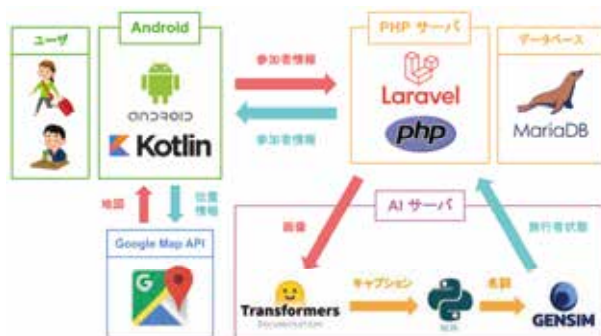 ユーザ
Android
ANDROID
Kotlin
参加者情報
参加者情報
PHP サーバ
Laravel
php
データベース
MariaDB
地図
位置
情報
Google Map API
G
AI サーバ
画像
旅行者状態
Transformers
Documentation
キャプション
名詞
GENSIM